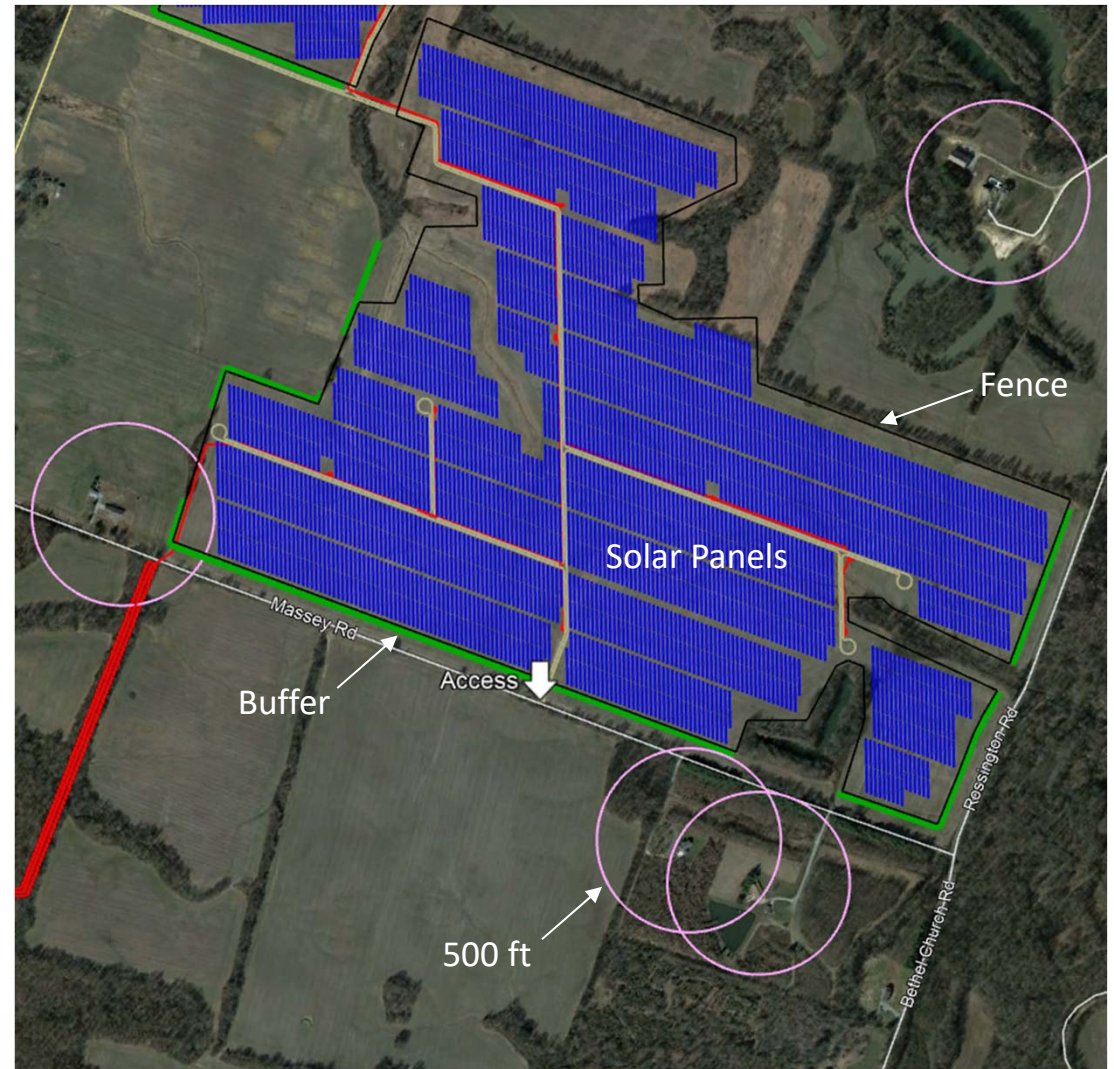 Fence
Solar Panels
Massey Rd
Access
Buffer
Rossington Rd
500 ft
Bethel Church Rd